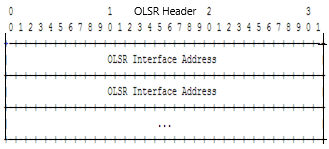 OLSR Header
0 1 2 3
0 1 2 3 4 5 6 7 8 9 0 1 2 3 4 5 6 7 8 9 0 1 2 3 4 5 6 7 8 9 0 1
OLSR Interface Address
OLSR Interface Address
...